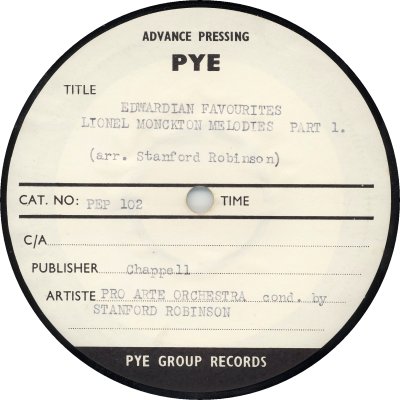 ADVANCE PRESSING
PYE
TITLE
EDWARDIAN FAVOURITES
LIONEL MONCKTON MELODIES PART 1.
(arr. Stanford Robinson)
CAT. NO: PEP 102 TIME
C/A
PUBLISHER Chappell
ARTISTE PRO ARTE ORCHESTRA cond. by
STANFORD ROBINSON
PYE GROUP RECORDS